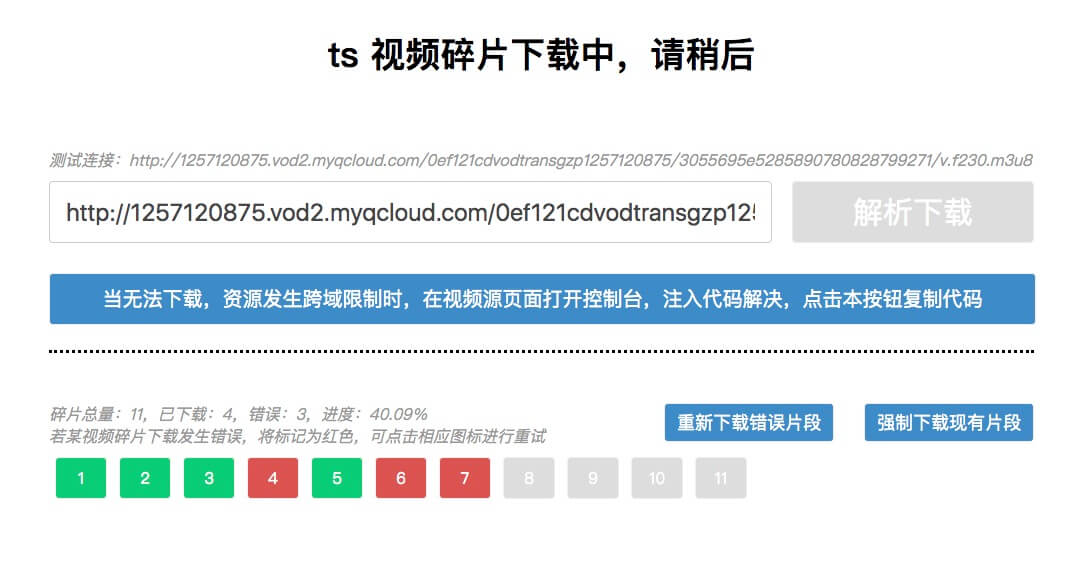 ts 视频碎片下载中，请稍后
测试连接：http://1257120875.vod2.myqcloud.com/0ef121cdvodtransgzp1257120875/3055695e5285890780828799271/v.f230.m3u8
http://1257120875.vod2.myqcloud.com/0ef121cdvodtransgzp125
解析下载
当无法下载，资源发生跨域限制时，在视频源页面打开控制台，注入代码解决，点击本按钮复制代码
碎片总量：11，已下载：4，错误：3，进度：40.09%
若某视频碎片下载发生错误，将标记为红色，可点击相应图标进行重试
重新下载错误片段
强制下载现有片段
1 2 3 4 5 6 7 8 9 10 11